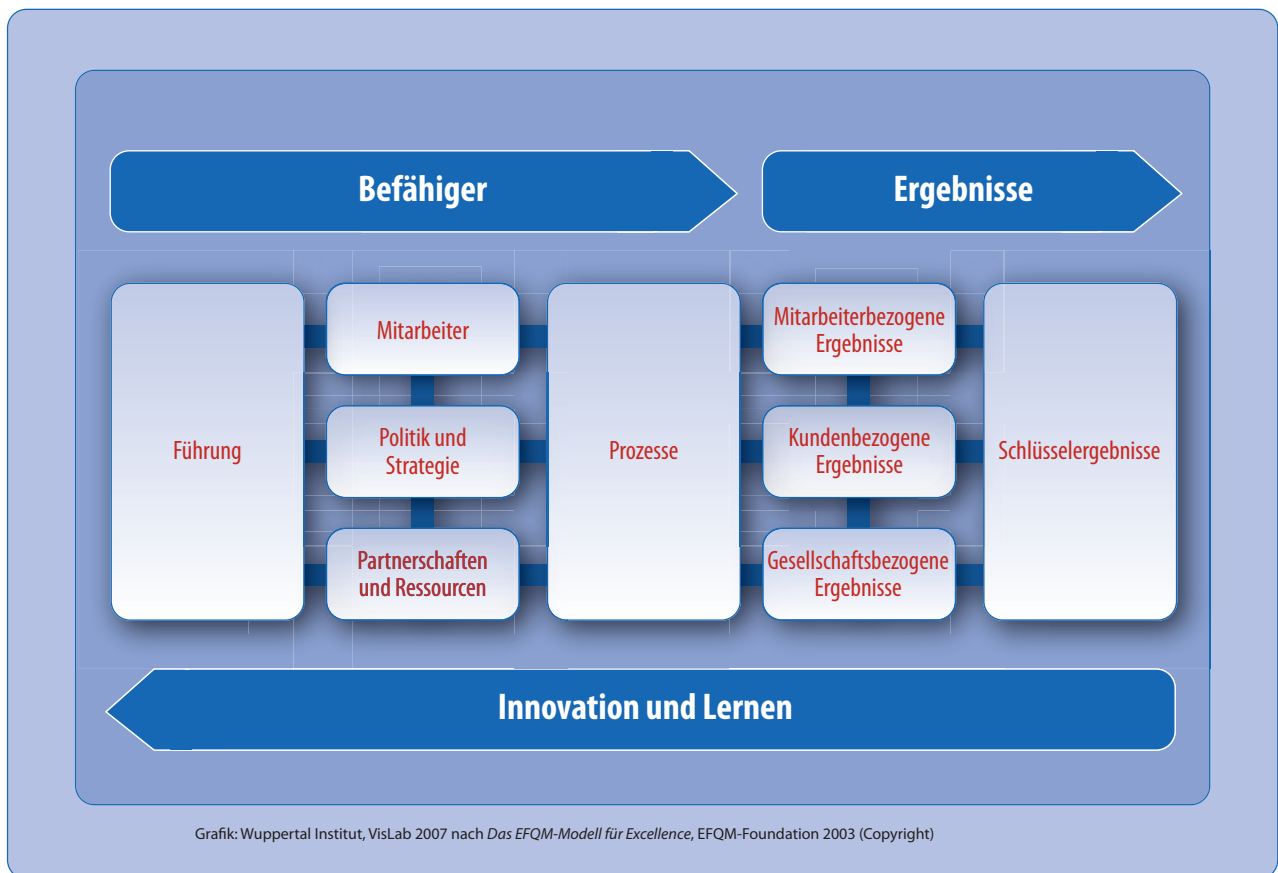 Befähiger
Ergebnisse
Führung
Mitarbeiter
Politik und
Strategie
Partnerschaften
und Ressourcen
Prozesse
Mitarbeiterbezogene
Ergebnisse
Kundenbezogene
Ergebnisse
Gesellschaftsbezogene
Ergebnisse
Schlüsselergebnisse
Innovation und Lernen
Grafik: Wuppertal Institut, VisLab 2007 nach Das EFQM-Modell für Excellence, EFQM-Foundation 2003 (Copyright)